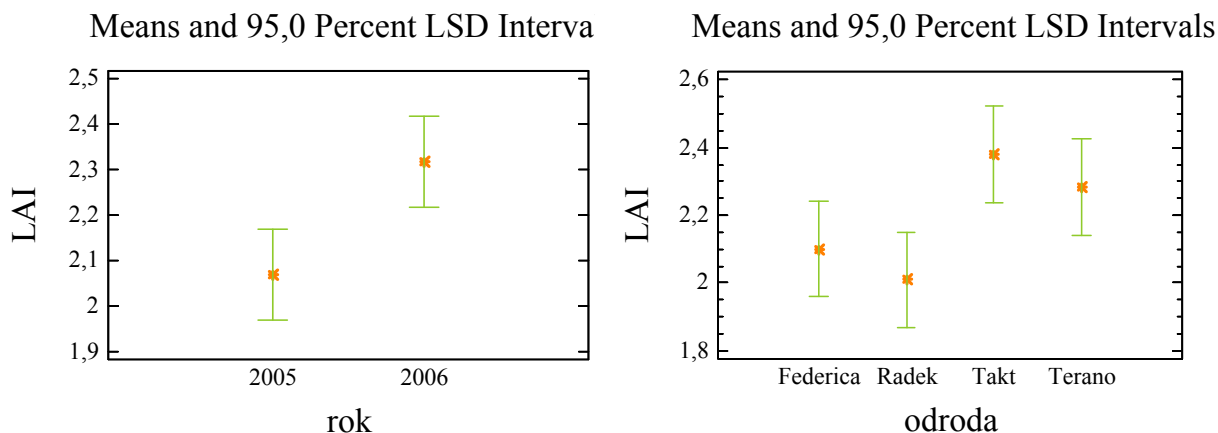 Means and 95,0 Percent LSD Interva
2,5
2,4
2,3
2,2
2,1
2
1,9
LAI
2005 2006
rok
Means and 95,0 Percent LSD Intervals
2,6
2,4
2,2
2
1,8
LAI
Federica Radek Takt Terano
odroda